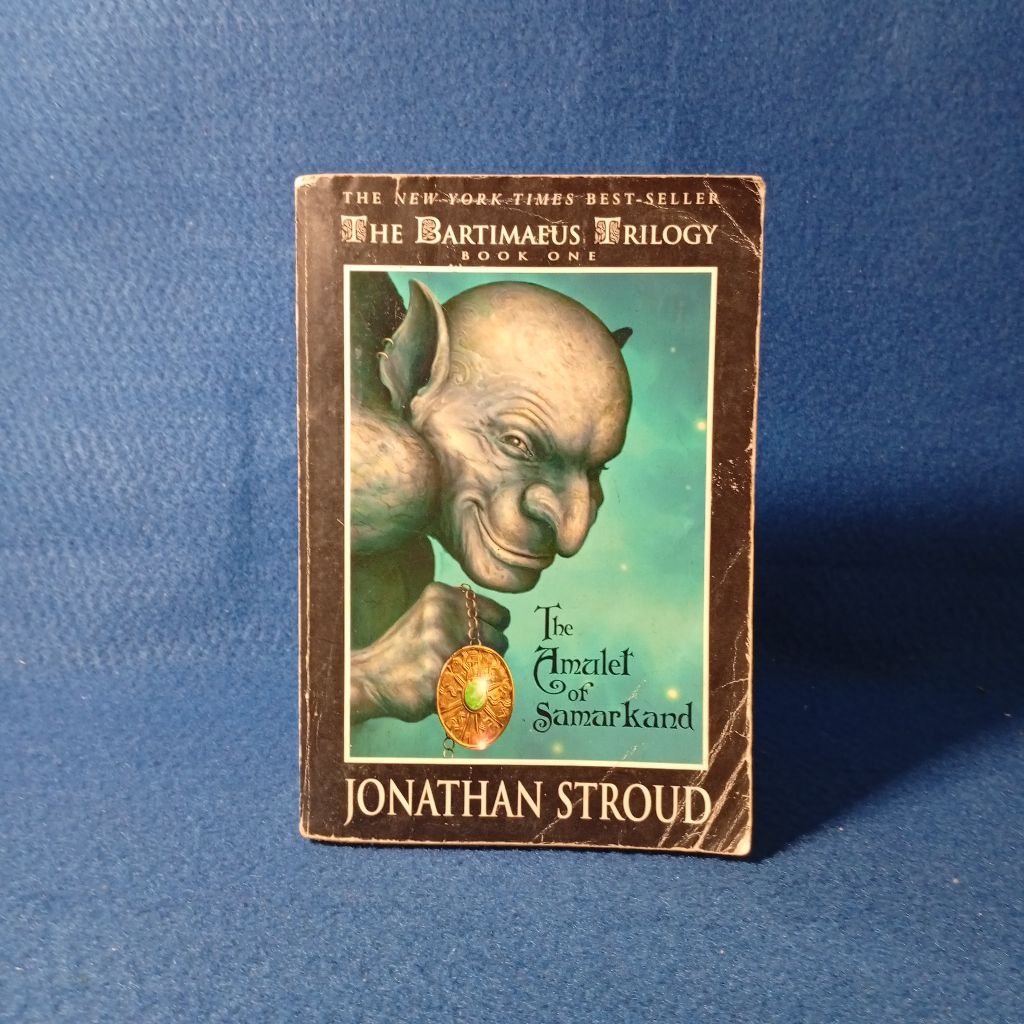 THE NEW YORK TIMES BEST-SELLER
THE BARTIMAEUS TRILOGY
BOOK ONE
The
Amulet
of
Samarkand
JONATHAN STROUD